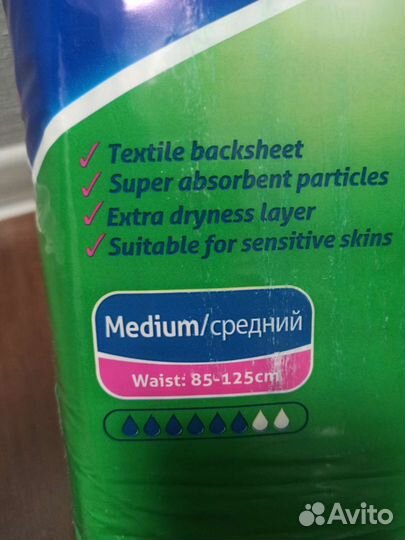 ✓ Textile backsheet
✓ Super absorbent particles
✓ Extra dryness layer
✓ Suitable for sensitive skins
Medium/средний
Waist: 85-125cm
Avito